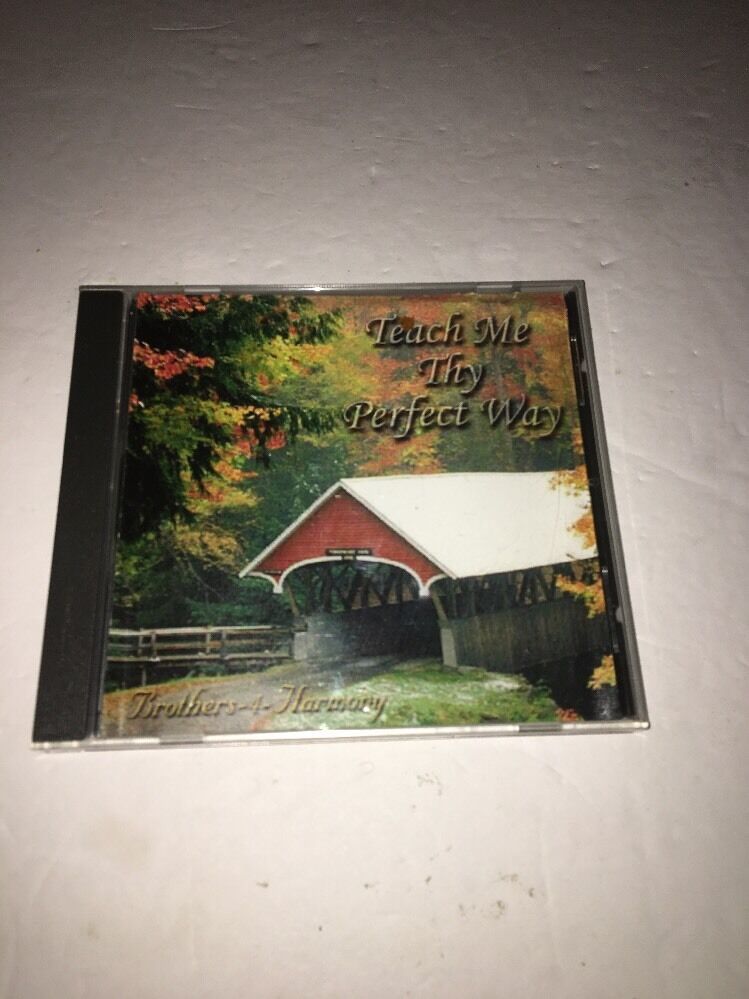 Teach Me
Thy
Perfect Way
Brothers-4-Harmony